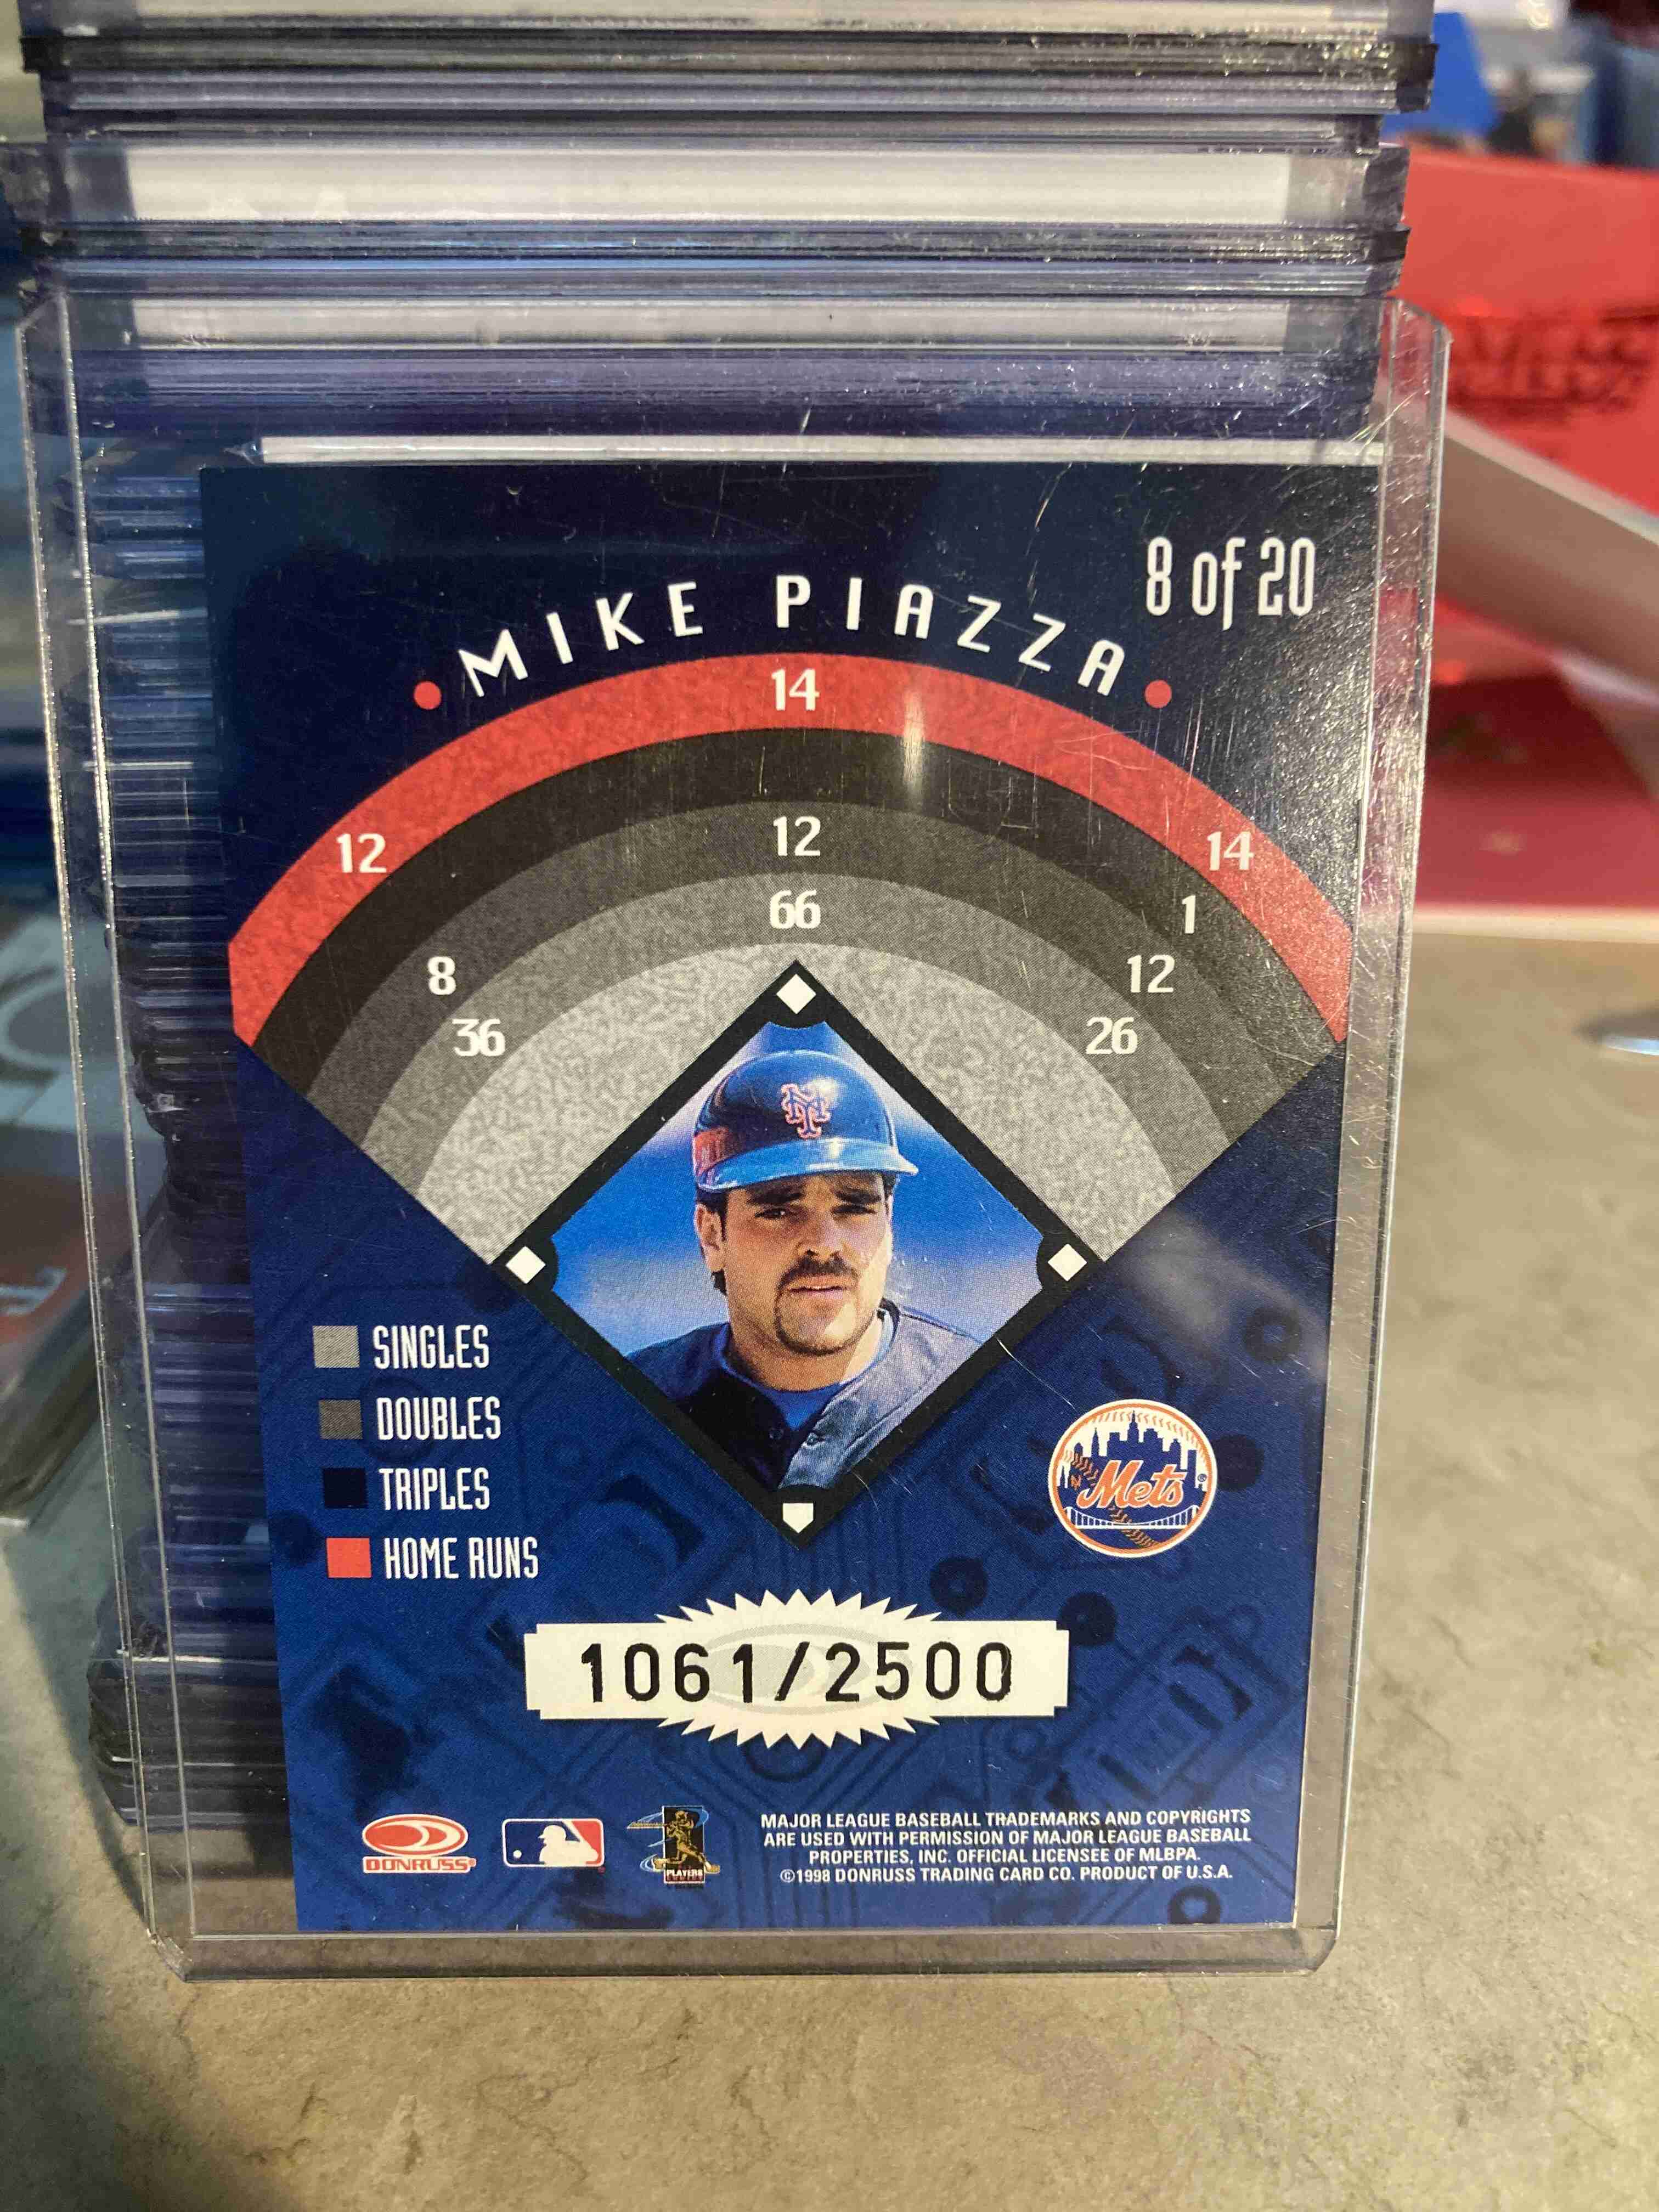 8 of 20
MIKE PIAZZA
14
12 14
12
66
1
8 12
36 26
NY
SINGLES
DOUBLES
TRIPLES
HOME RUNS
Mets
1061/2500
DONRUSS
PLAYERS
MAJOR LEAGUE BASEBALL TRADEMARKS AND COPYRIGHTS
ARE USED WITH PERMISSION OF MAJOR LEAGUE BASEBALL
PROPERTIES, INC. OFFICIAL LICENSEE OF MLBPA.
©1998 DONRUSS TRADING CARD CO. PRODUCT OF U.S.A.